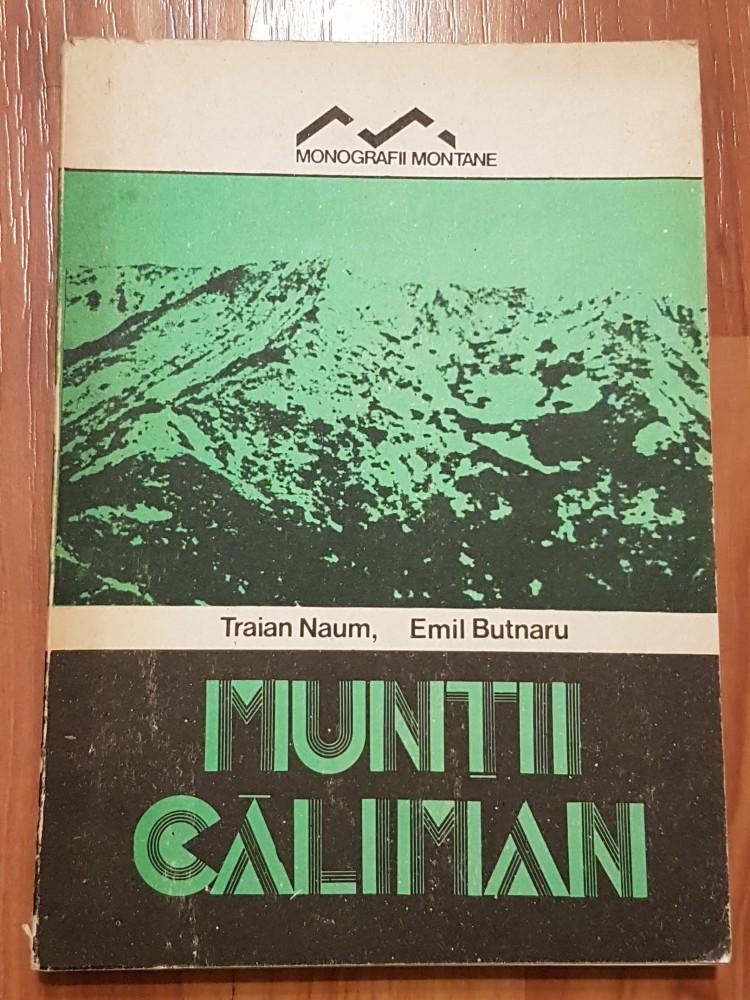 MONOGRAFII MONTANE
Traian Naum, Emil Butnaru
MUNȚII
CĂLIMAN